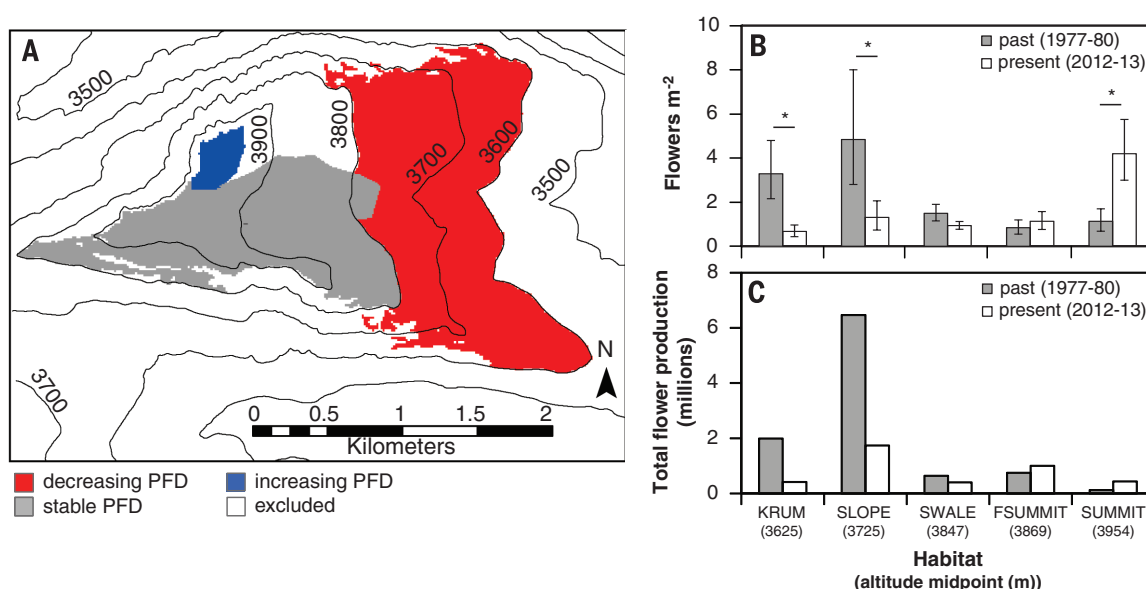 A
3500
3900
3800
3700
3600
3500
3700
N
0 0.5 1 1.5 2
Kilometers
decreasing PFD
increasing PFD
stable PFD
excluded
B
past (1977-80)
present (2012-13)
Flowers m-2
10
8
6
4
2
0
*
*
*
C
past (1977-80)
present (2012-13)
Total flower production
(millions)
8
6
4
2
0
KRUM SLOPE SWALE FSUMMIT SUMMIT
(3625) (3725) (3847) (3869) (3954)
Habitat
(altitude midpoint (m))